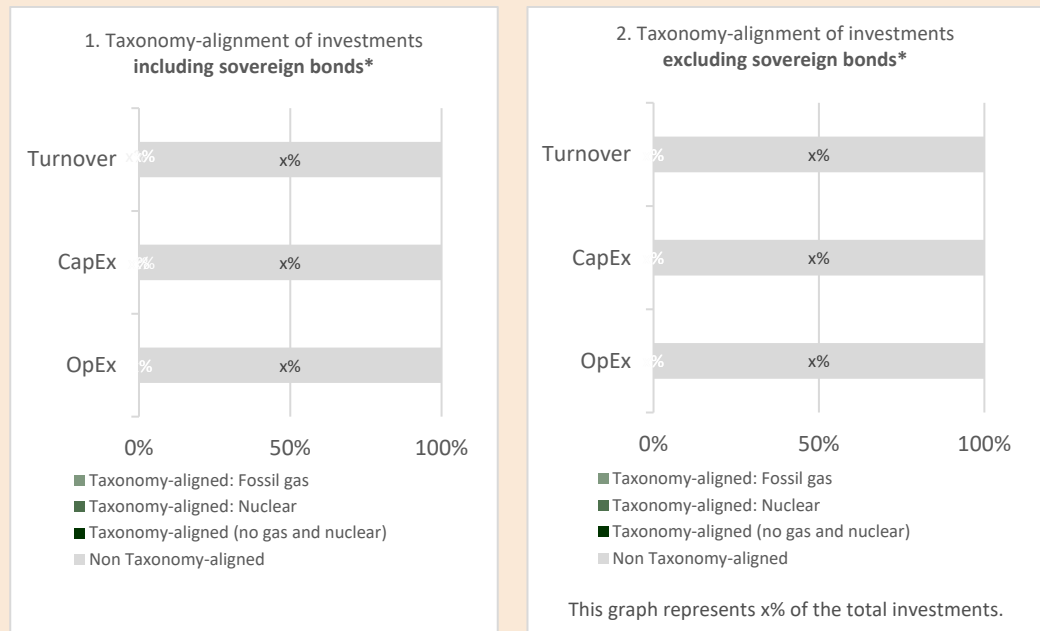 1. Taxonomy-alignment of investments
including sovereign bonds*
Turnover
x%
CapEx
x%
OpEx
x%
0% 50% 100%
Taxonomy-aligned: Fossil gas
Taxonomy-aligned: Nuclear
Taxonomy-aligned (no gas and nuclear)
Non Taxonomy-aligned
2. Taxonomy-alignment of investments
excluding sovereign bonds*
Turnover
x%
CapEx
x%
OpEx
x%
0% 50% 100%
Taxonomy-aligned: Fossil gas
Taxonomy-aligned: Nuclear
Taxonomy-aligned (no gas and nuclear)
Non Taxonomy-aligned
This graph represents x% of the total investments.